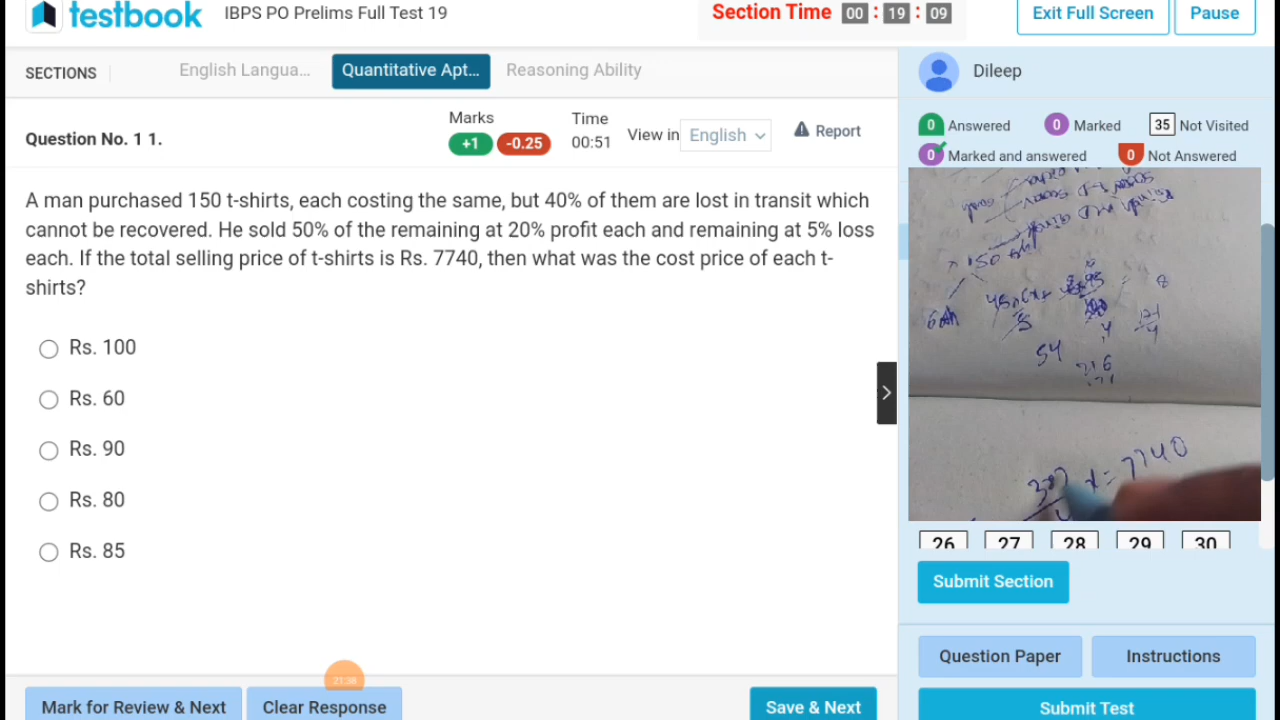 testbook
IBPS PO Prelims Full Test 19
Section Time 00 : 19 : 09
Exit Full Screen
Pause
SECTIONS
English Langua...
Quantitative Apt...
Reasoning Ability
Dileep
Question No. 1 1.
Marks
+1 -0.25
Time
00:51
View in English
Report
0 Answered
0 Marked
35 Not Visited
0 Marked and answered
0 Not Answered
A man purchased 150 t-shirts, each costing the same, but 40% of them are lost in transit which
cannot be recovered. He sold 50% of the remaining at 20% profit each and remaining at 5% loss
each. If the total selling price of t-shirts is Rs. 7740, then what was the cost price of each t-
shirts?
Rs. 100
Rs. 60
Rs. 90
Rs. 80
Rs. 85
54
216
x = 7740
26 27 28 29 30
Submit Section
Question Paper
Instructions
21:36
Mark for Review & Next
Clear Response
Save & Next
Submit Test